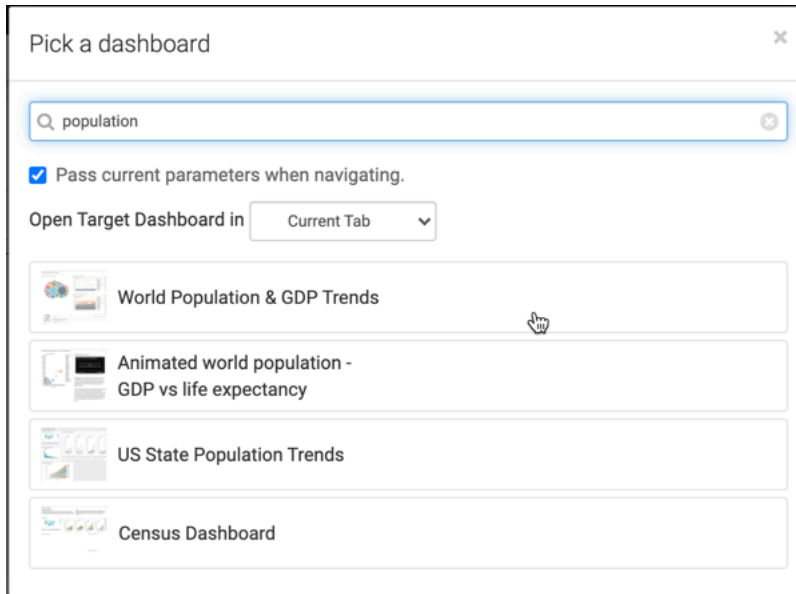 Pick a dashboard
population
Pass current parameters when navigating.
Open Target Dashboard in Current Tab
World Population & GDP Trends
Animated world population -
GDP vs life expectancy
US State Population Trends
Census Dashboard